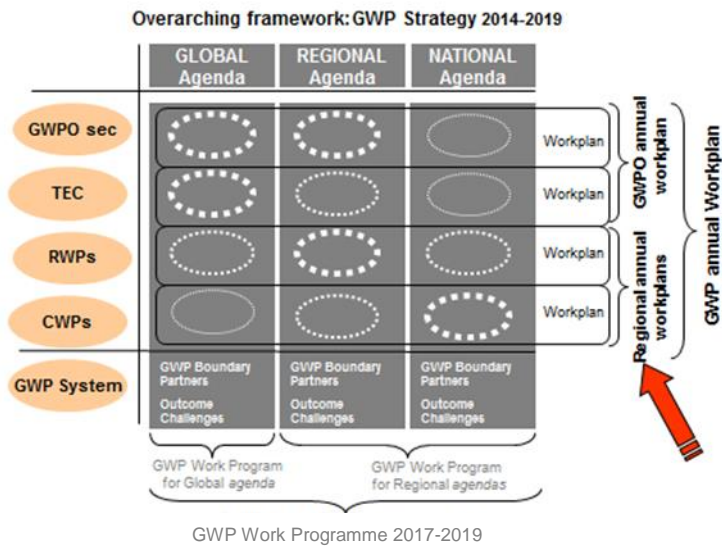 Overarching framework: GWP Strategy 2014-2019
GLOBAL
Agenda
REGIONAL
Agenda
NATIONAL
Agenda
GWPO sec
Workplan
TEC
Workplan
RWPs
Workplan
CWPs
Workplan
GWPO annual
workplan
Regional annual
workplans
GWP annual Workplan
GWP System
GWP Boundary
Partners
Outcome
Challenges
GWP Boundary
Partners
Outcome
Challenges
GWP Boundary
Partners
Outcome
Challenges
GWP Work Program
for Global agenda
GWP Work Program
for Regional agendas
GWP Work Programme 2017-2019